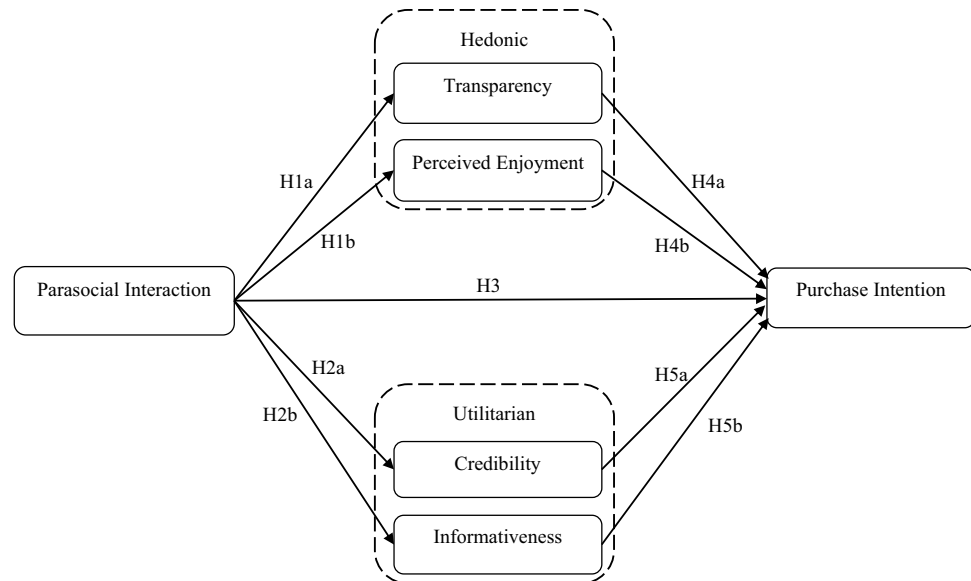 Hedonic
Transparency
Perceived Enjoyment
H1a
H4a
H1b
H4b
Parasocial Interaction
H3
Purchase Intention
H2a
H5a
H2b
H5b
Utilitarian
Credibility
Informativeness